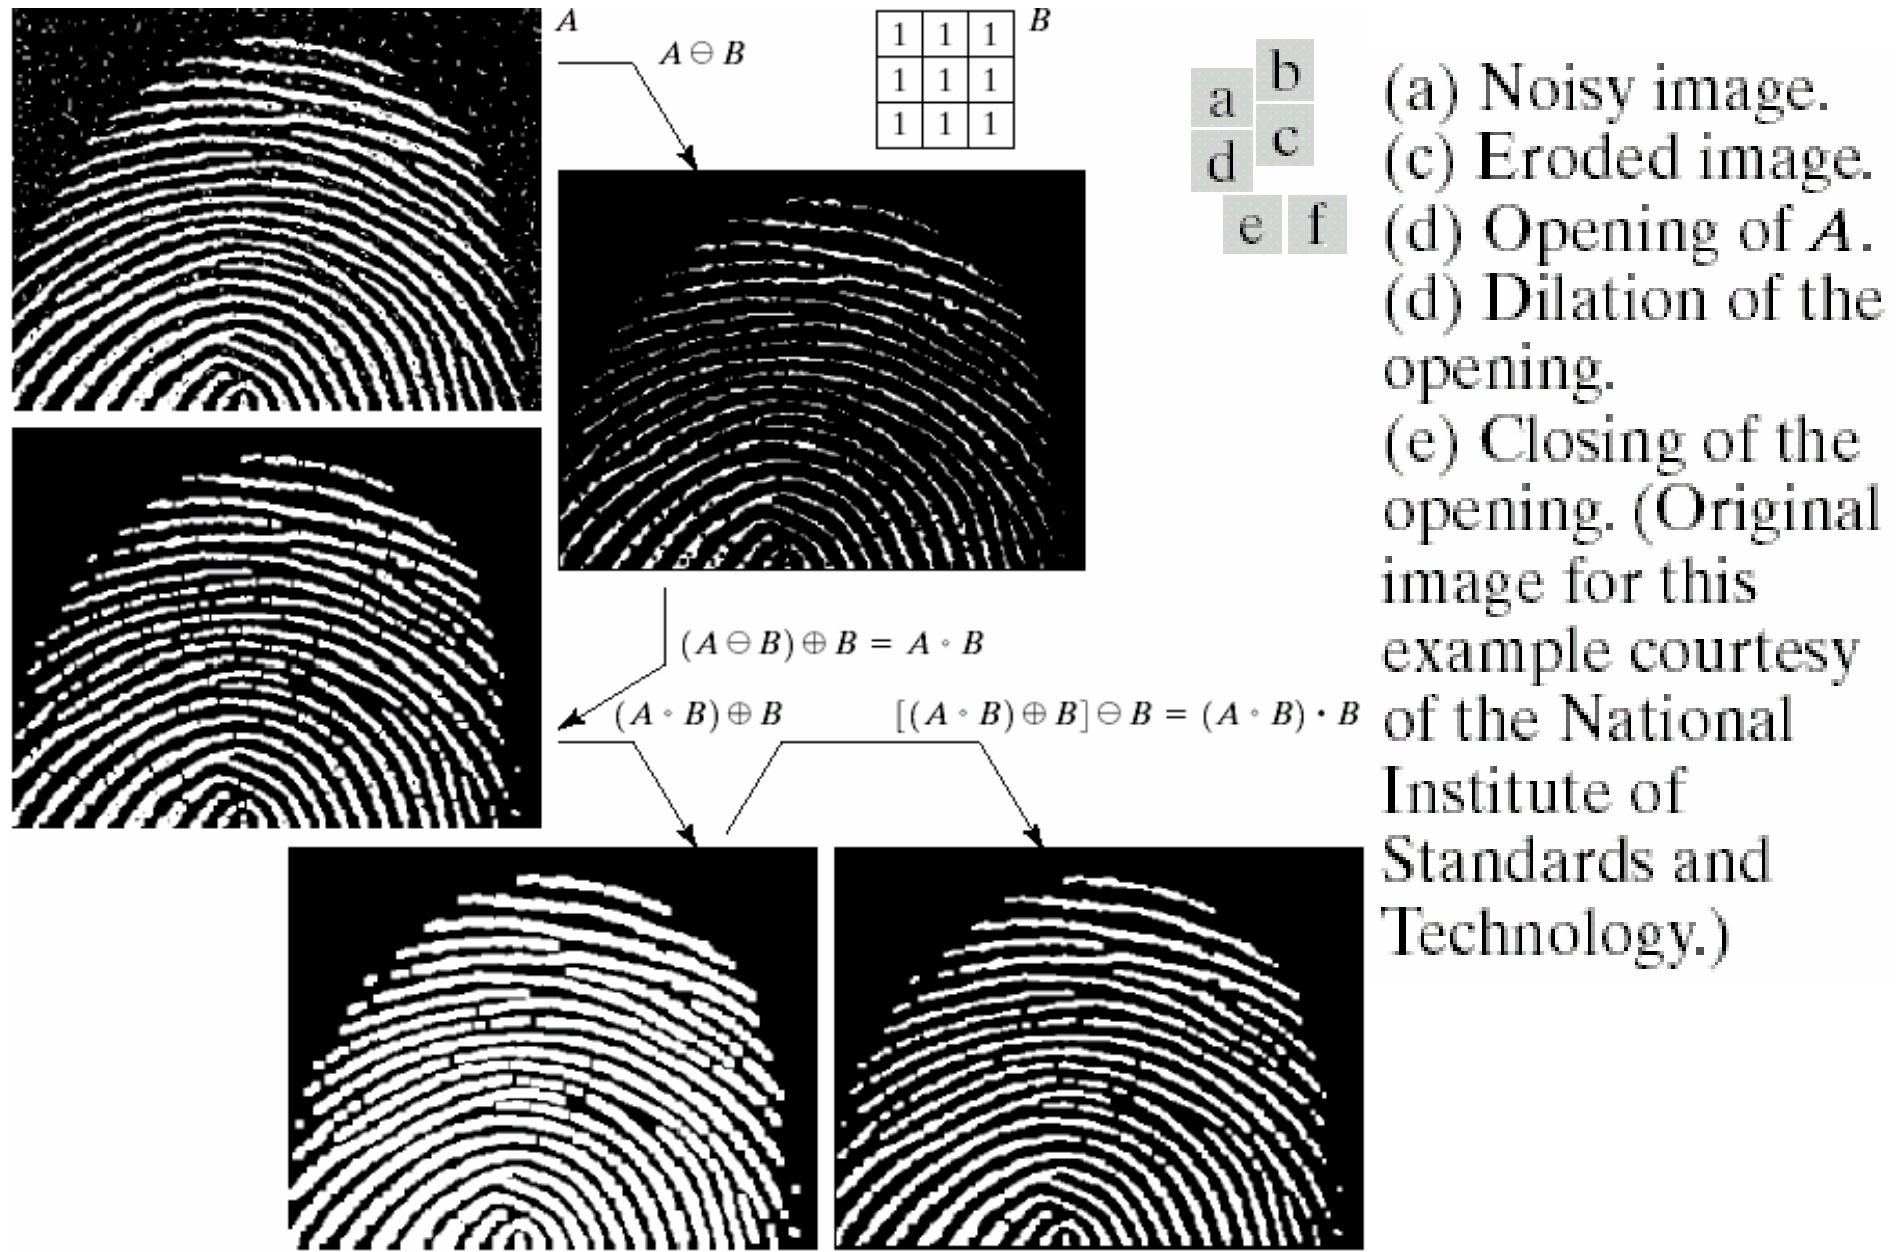 A
A ⊖ B
1 1 1
1 1 1
1 1 1
B
(A ⊖ B) ⊕ B = A ∘ B
(A ∘ B) ⊕ B
[(A ∘ B) ⊕ B] ⊖ B = (A ∘ B) • B
a b
d c
e f
(a) Noisy image.
(c) Eroded image.
(d) Opening of A.
(d) Dilation of the
opening.
(e) Closing of the
opening. (Original
image for this
example courtesy
of the National
Institute of
Standards and
Technology.)